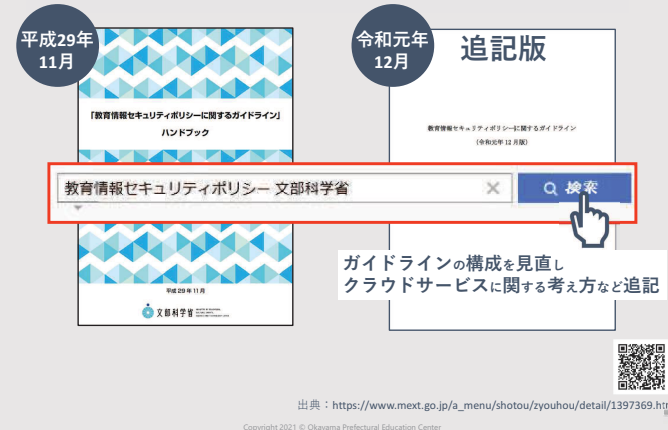 平成29年
11月
「教育情報セキュリティポリシーに関するガイドライン」
ハンドブック
平成29年11月
文部科学省
令和元年
12月
追記版
教育情報セキュリティポリシーに関するガイドライン
(令和元年12月版)
教育情報セキュリティポリシー 文部科学省
検索
ガイドラインの構成を見直し
クラウドサービスに関する考え方など追記
出典：https://www.mext.go.jp/a_menu/shotou/zyouhou/detail/1397369.ht
Copyright 2021 © Okayama Prefectural Education Center